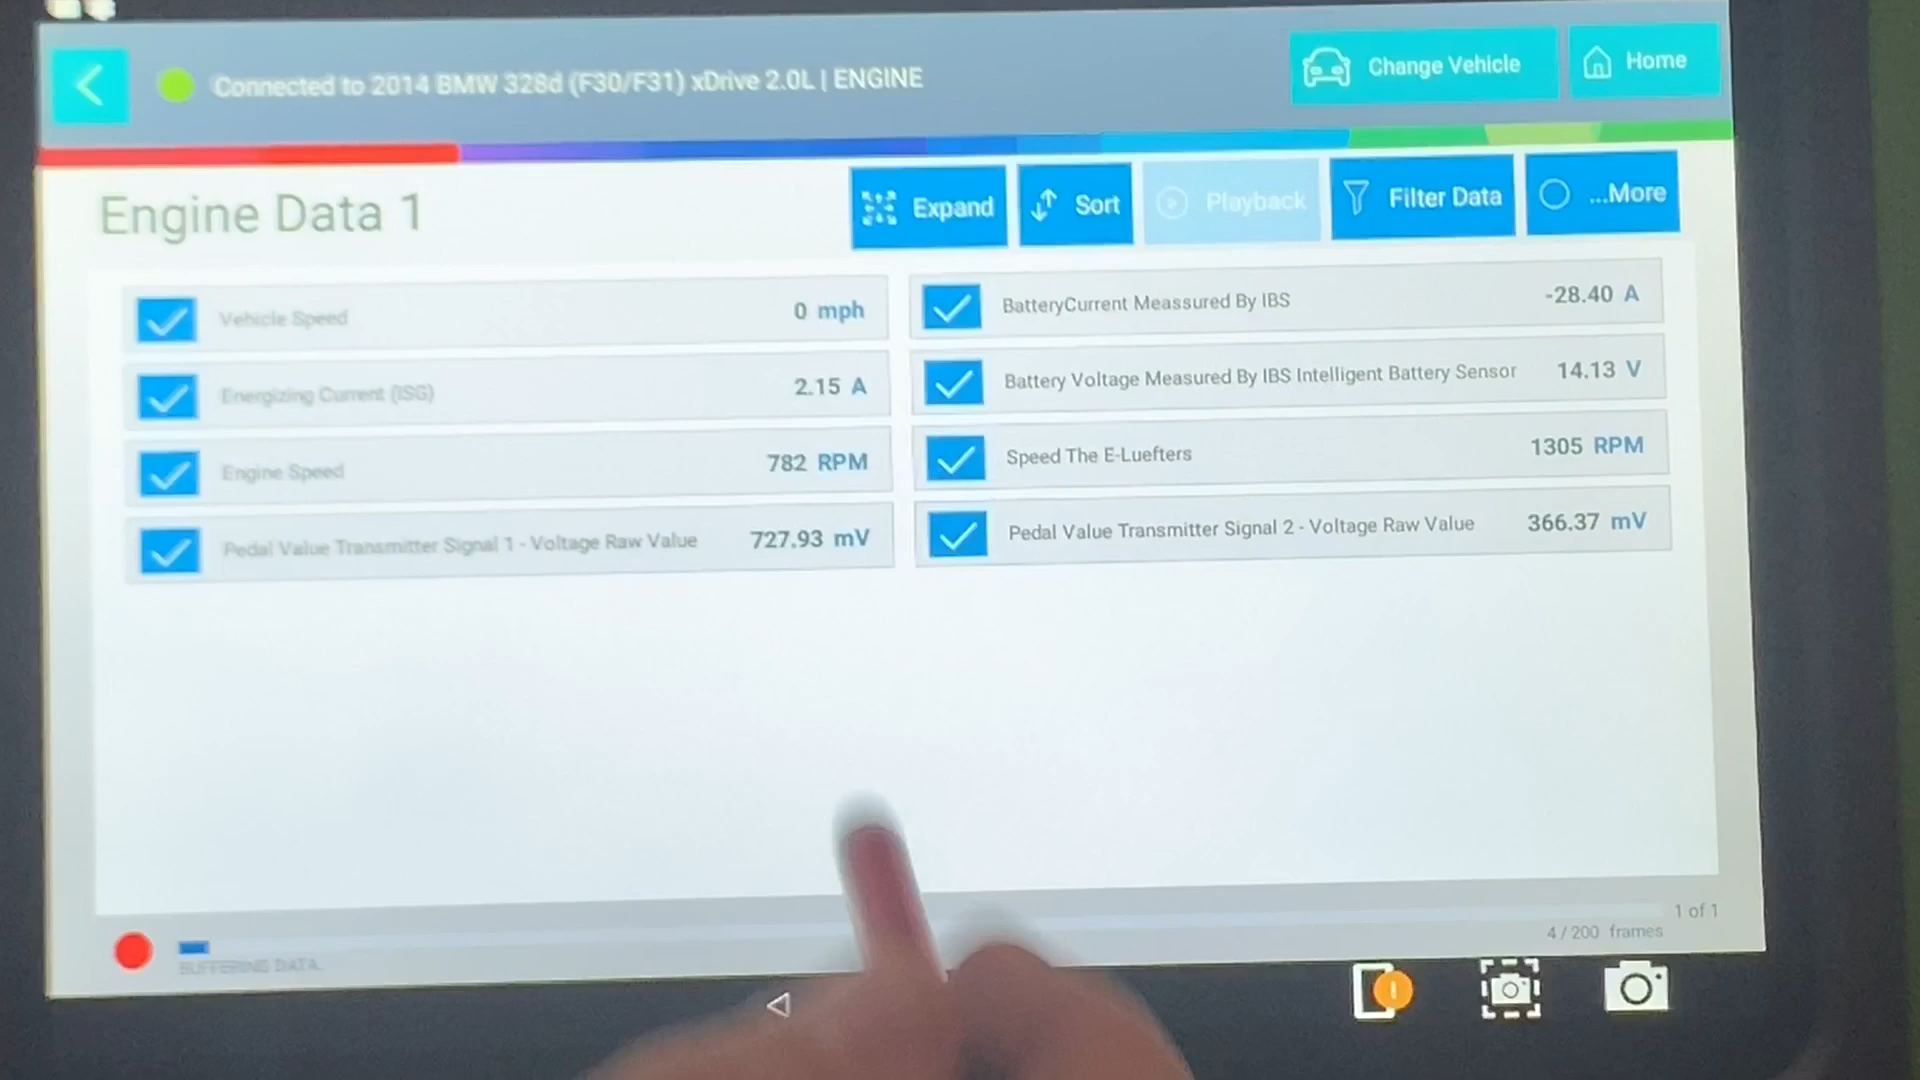 Connected to 2014 BMW 328d (F30/F31) xDrive 2.0L | ENGINE
Change Vehicle
Home
Engine Data 1
Expand
Sort
Playback
Filter Data
...More
Vehicle Speed 0 mph
BatteryCurrent Meassured By IBS -28.40 A
Energizing Current (ISG) 2.15 A
Battery Voltage Measured By IBS Intelligent Battery Sensor 14.13 V
Engine Speed 782 RPM
Speed The E-Luefters 1305 RPM
Pedal Value Transmitter Signal 1 - Voltage Raw Value 727.93 mV
Pedal Value Transmitter Signal 2 - Voltage Raw Value 366.37 mV
1 of 1
4 / 200 frames
BUFFERING DATA...